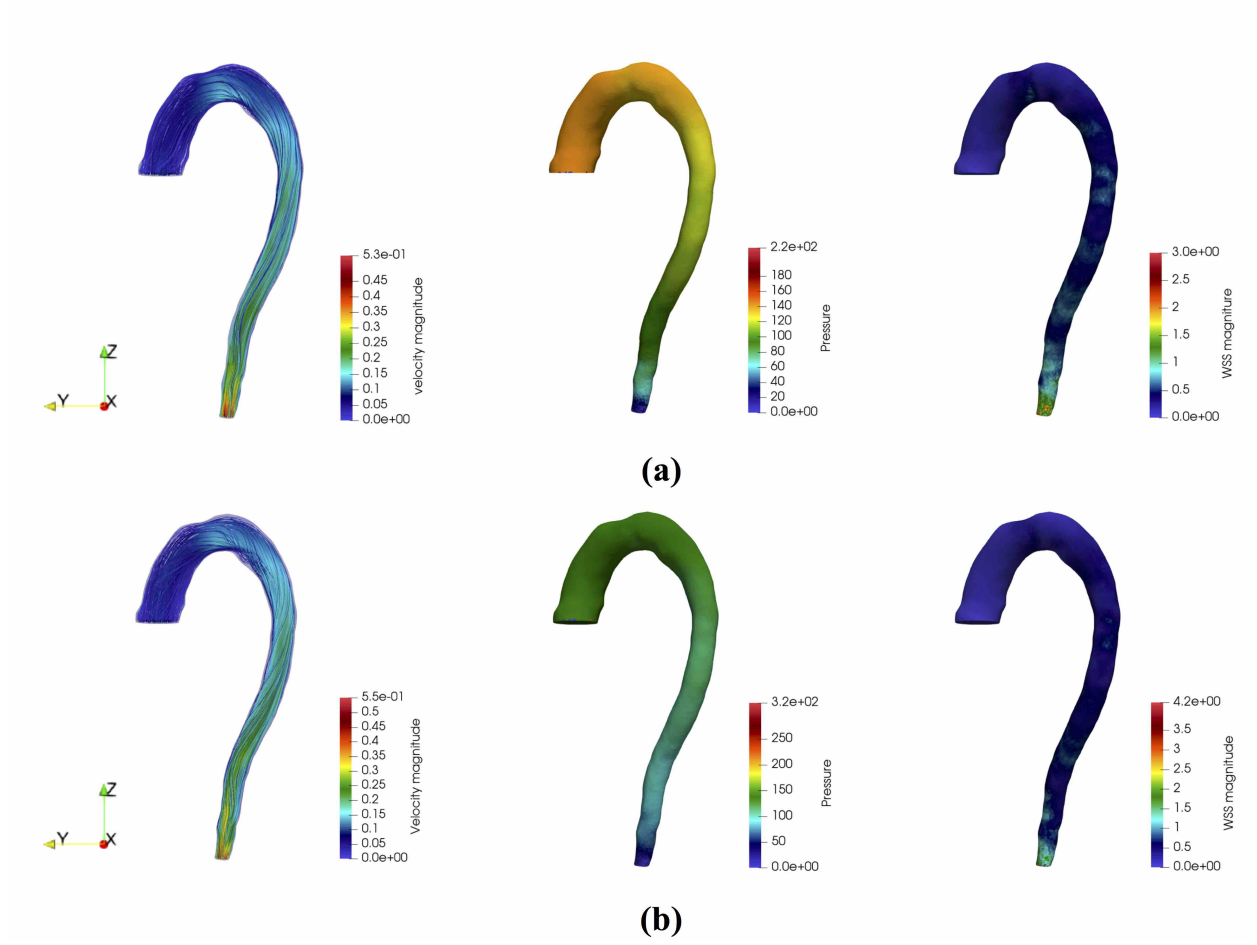 5.3e-01
0.45
0.4
0.35
0.3
0.25
0.2
0.15
0.1
0.05
0.0e+00
velocity magnitude
Z
Y
X
2.2e+02
180
160
140
120
100
80
60
40
20
0.0e+00
Pressure
3.0e+00
2.5
2
1.5
1
0.5
0.0e+00
WSS magniture
(a)
5.5e-01
0.5
0.45
0.4
0.35
0.3
0.25
0.2
0.15
0.1
0.05
0.0e+00
Velocity magnitude
Z
Y
X
3.2e+02
250
200
150
100
50
0.0e+00
Pressure
4.2e+00
3.5
3
2.5
2
1.5
1
0.5
0.0e+00
WSS magnitude
(b)